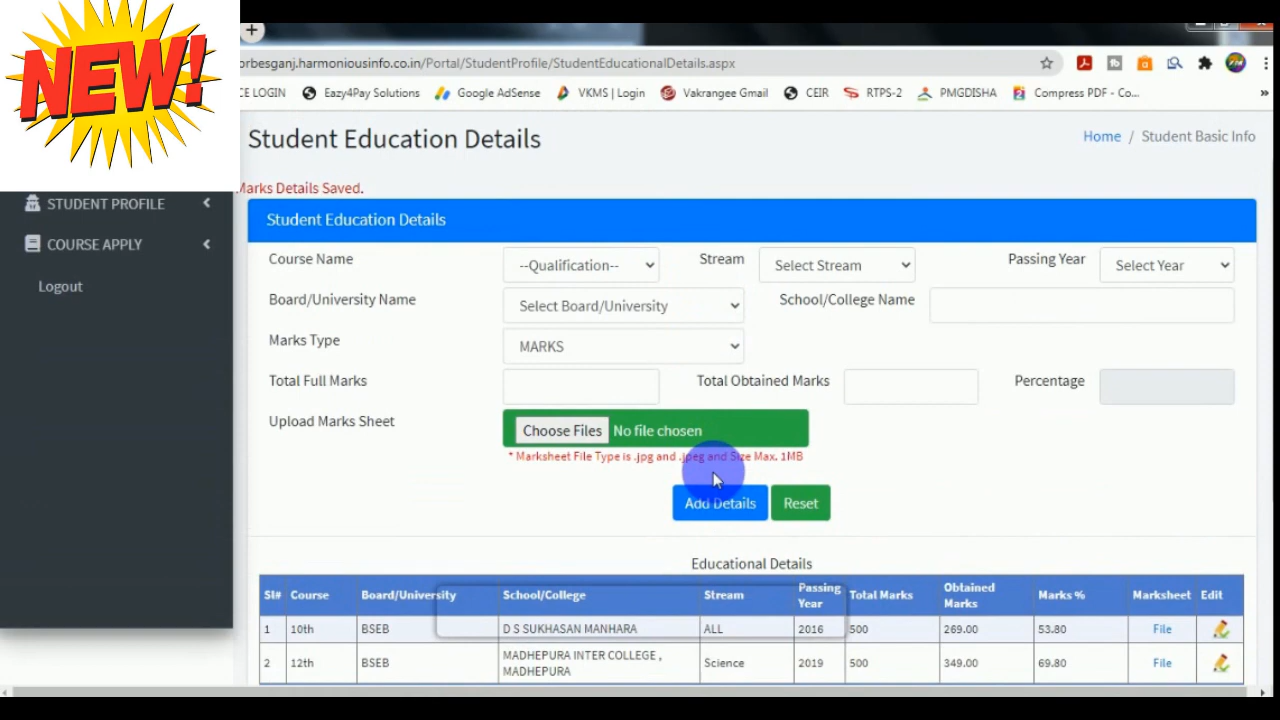 NEW!
+
orbesganj.harmoniousinfo.co.in/Portal/StudentProfile/StudentEducationalDetails.aspx
CE LOGIN Eazy4Pay Solutions Google AdSense VKMS | Login Vakrangee Gmail CEIR RTPS-2 PMGDISHA Compress PDF - Co... »
Student Education Details
Home / Student Basic Info
Marks Details Saved.
STUDENT PROFILE
COURSE APPLY
Logout
Student Education Details
Course Name --Qualification-- Stream Select Stream Passing Year Select Year
Board/University Name Select Board/University School/College Name
Marks Type MARKS
Total Full Marks Total Obtained Marks Percentage
Upload Marks Sheet Choose Files No file chosen
* Marksheet File Type is .jpg and .jpeg and Size Max. 1MB
Add Details Reset
Educational Details
Sl# Course Board/University School/College Stream Passing Year Total Marks Obtained Marks Marks % Marksheet Edit
1 10th BSEB D S SUKHASAN MANHARA ALL 2016 500 269.00 53.80 File
2 12th BSEB MADHEPURA INTER COLLEGE , MADHEPURA Science 2019 500 349.00 69.80 File